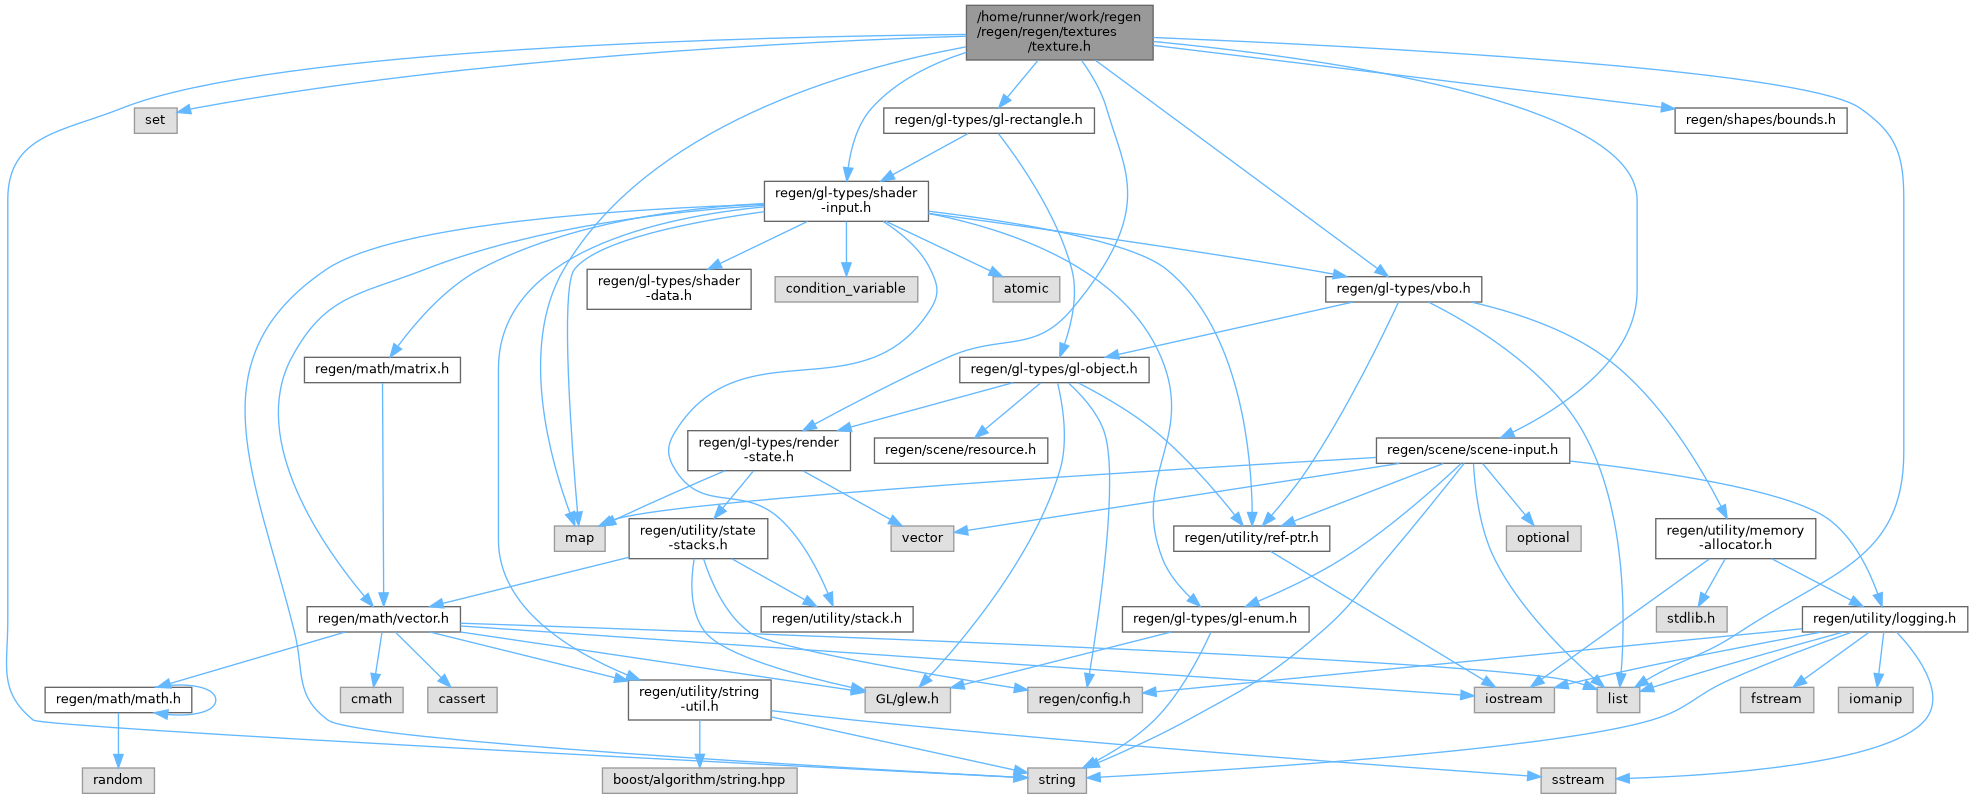 /home/runner/work/regen
/regen/regen/textures
/texture.h
set
regen/gl-types/gl-rectangle.h
regen/shapes/bounds.h
regen/gl-types/shader
-input.h
regen/gl-types/shader
-data.h
condition_variable
atomic
regen/gl-types/vbo.h
regen/math/matrix.h
regen/gl-types/gl-object.h
regen/gl-types/render
-state.h
regen/scene/resource.h
regen/scene/scene-input.h
map
regen/utility/state
-stacks.h
vector
regen/utility/ref-ptr.h
optional
regen/utility/memory
-allocator.h
regen/math/vector.h
regen/utility/stack.h
regen/gl-types/gl-enum.h
stdlib.h
regen/utility/logging.h
regen/math/math.h
cmath
cassert
regen/utility/string
-util.h
GL/glew.h
regen/config.h
iostream
list
fstream
iomanip
random
boost/algorithm/string.hpp
string
sstream